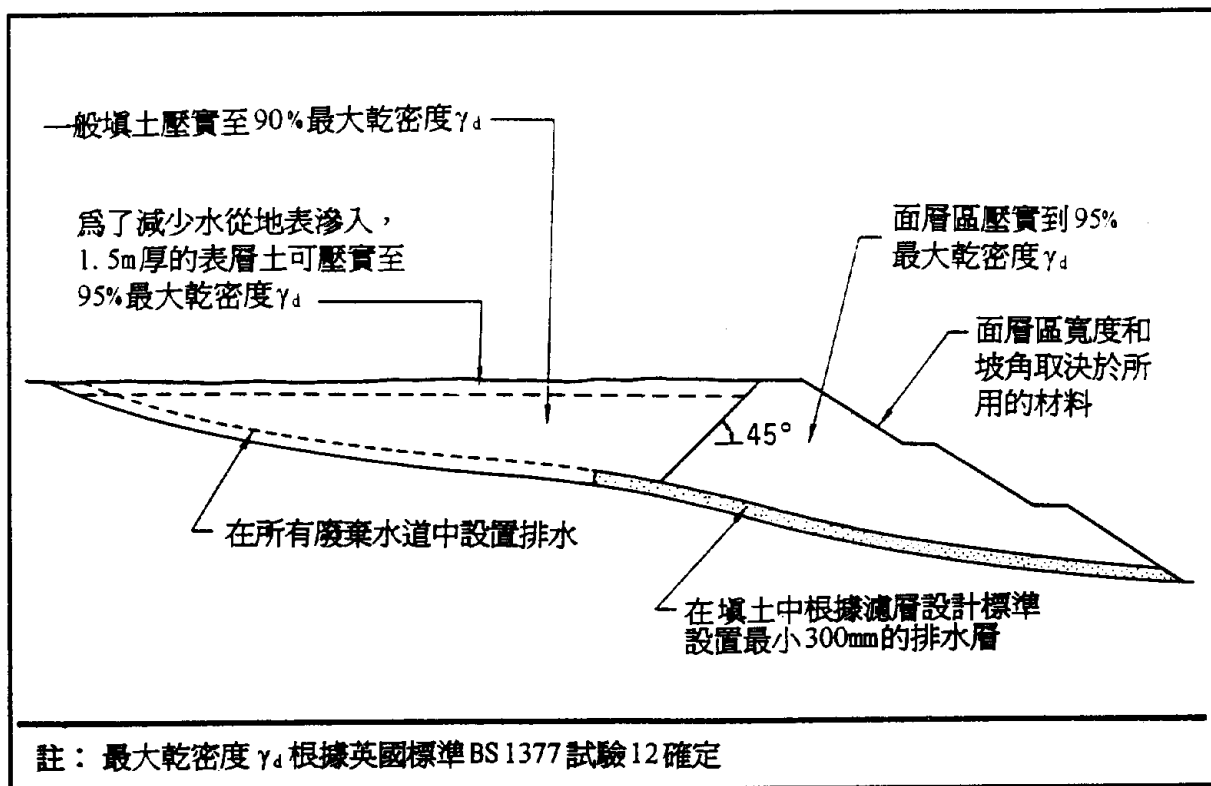 一般填土壓實至90%最大乾密度γd
為了減少水從地表滲入，
1.5m厚的表層土可壓實至
95%最大乾密度γd
面層區壓實到95%
最大乾密度γd
面層區寬度和
坡角取決於所
用的材料
45°
在所有廢棄水道中設置排水
在填土中根據濾層設計標準
設置最小300mm的排水層
註： 最大乾密度γd根據英國標準BS1377試驗12確定